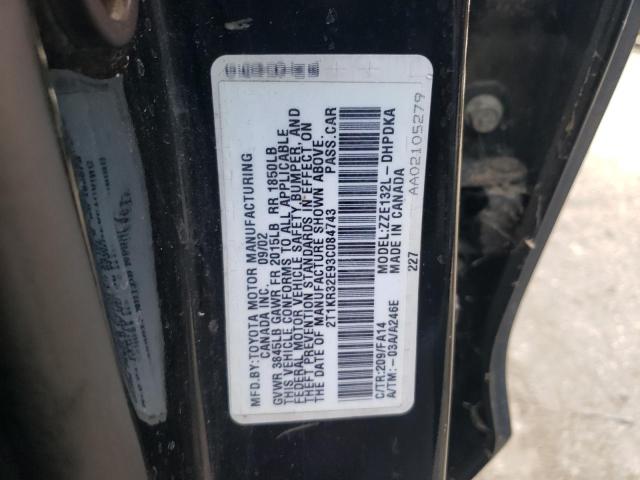 MFD.BY:TOYOTA MOTOR MANUFACTURING
CANADA INC. 09/02
GVWR 3845LB GAWR FR 2015LB RR 1850LB
THIS VEHICLE CONFORMS TO ALL APPLICABLE
FEDERAL MOTOR VEHICLE SAFETY, BUMPER, AND
THEFT PREVENTION STANDARDS IN EFFECT ON
THE DATE OF MANUFACTURE SHOWN ABOVE.
2T1KR32E93C084743 PASS.CAR
C/TR:209/FA14 MODEL:ZZE132L-DHPDKA
A/TM:-03A/A246E MADE IN CANADA
227
AA02105279